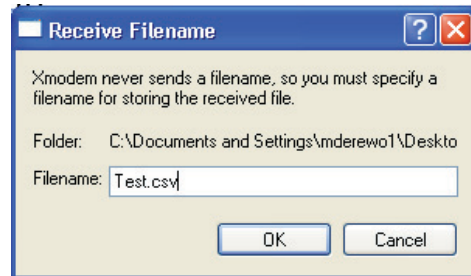 Receive Filename
Xmodem never sends a filename, so you must specify a
filename for storing the received file.
Folder: C:\Documents and Settings\mderewo1\Deskto
Filename: Test.csv
OK Cancel